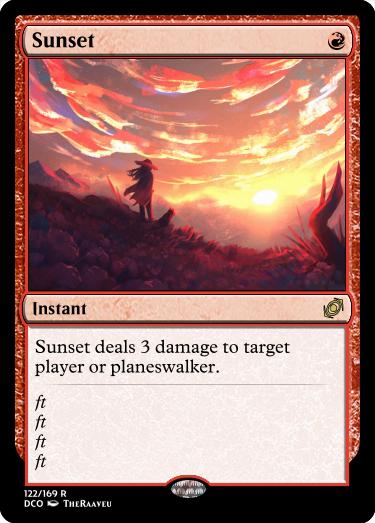 Sunset
Instant
Sunset deals 3 damage to target
player or planeswalker.
ft
ft
ft
ft
122/169 R
DCO TheRaaveu